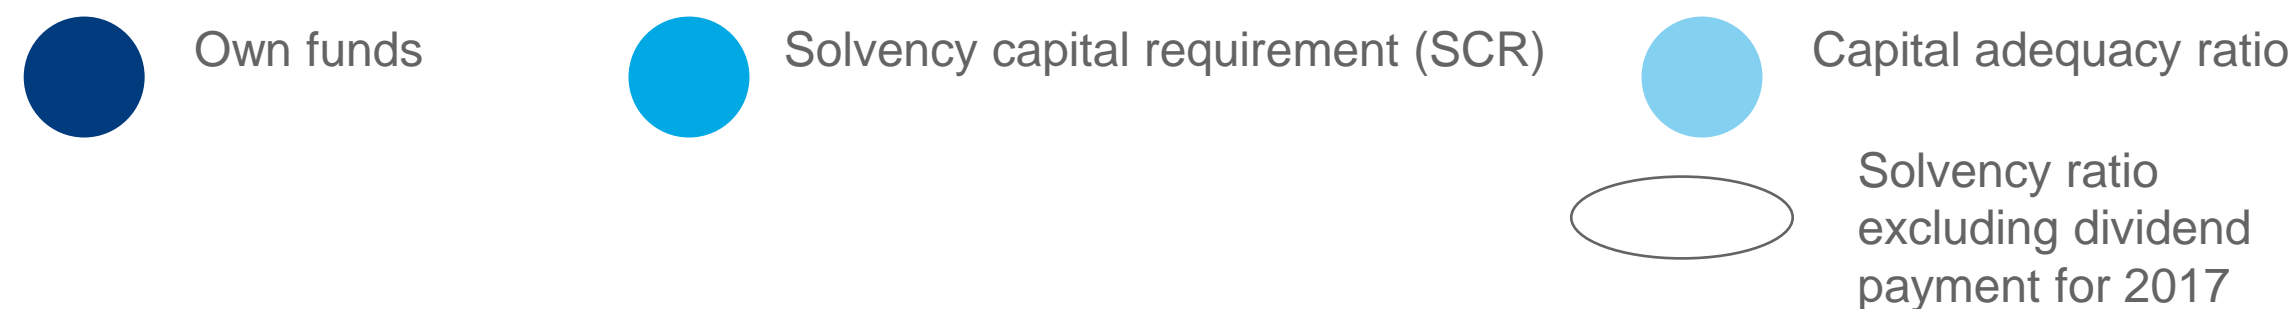 Own funds
Solvency capital requirement (SCR)
Capital adequacy ratio
Solvency ratio
excluding dividend
payment for 2017